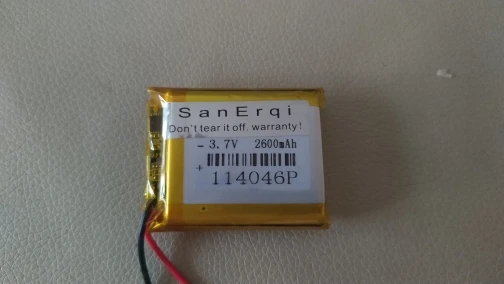 SanErqi
Don't tear it off. warranty!
- 3.7V 2600mAh
+
114046P